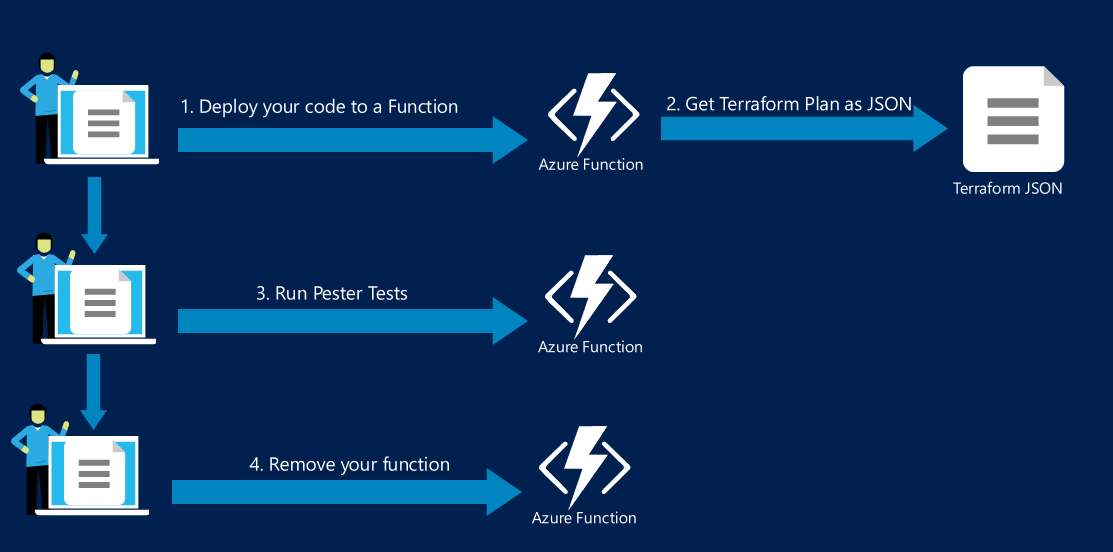 1. Deploy your code to a Function
2. Get Terraform Plan as JSON
Azure Function
Terraform JSON
3. Run Pester Tests
Azure Function
4. Remove your function
Azure Function